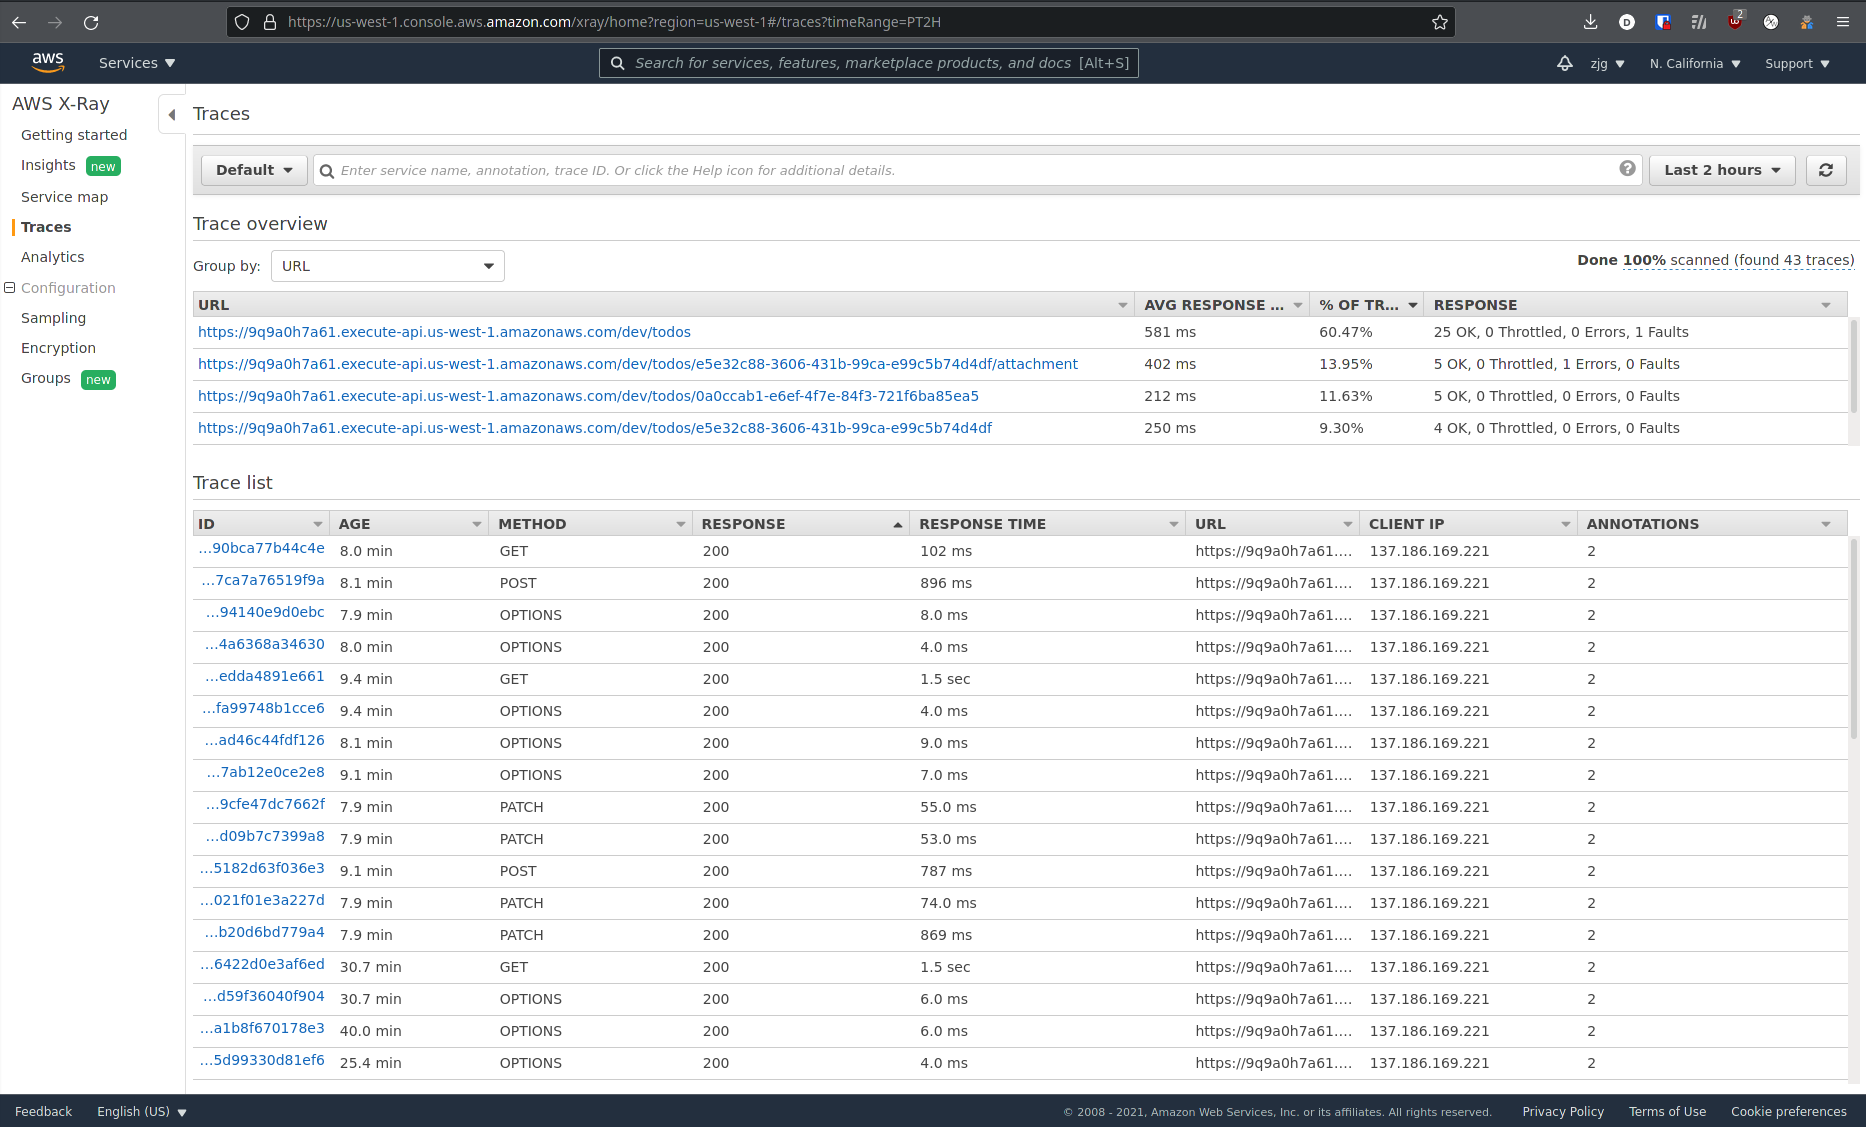 https://us-west-1.console.aws.amazon.com/xray/home?region=us-west-1#/traces?timeRange=PT2H
2
aws Services Search for services, features, marketplace products, and docs [Alt+S] zjg N. California Support
AWS X-Ray
Getting started
Insights new
Service map
Traces
Analytics
Configuration
Sampling
Encryption
Groups new
Traces
Default Enter service name, annotation, trace ID. Or click the Help icon for additional details. ? Last 2 hours
Trace overview
Group by: URL Done 100% scanned (found 43 traces)
URL AVG RESPONSE ... % OF TR... RESPONSE
https://9q9a0h7a61.execute-api.us-west-1.amazonaws.com/dev/todos 581 ms 60.47% 25 OK, 0 Throttled, 0 Errors, 1 Faults
https://9q9a0h7a61.execute-api.us-west-1.amazonaws.com/dev/todos/e5e32c88-3606-431b-99ca-e99c5b74d4df/attachment 402 ms 13.95% 5 OK, 0 Throttled, 1 Errors, 0 Faults
https://9q9a0h7a61.execute-api.us-west-1.amazonaws.com/dev/todos/0a0ccab1-e6ef-4f7e-84f3-721f6ba85ea5 212 ms 11.63% 5 OK, 0 Throttled, 0 Errors, 0 Faults
https://9q9a0h7a61.execute-api.us-west-1.amazonaws.com/dev/todos/e5e32c88-3606-431b-99ca-e99c5b74d4df 250 ms 9.30% 4 OK, 0 Throttled, 0 Errors, 0 Faults
Trace list
ID AGE METHOD RESPONSE RESPONSE TIME URL CLIENT IP ANNOTATIONS
...90bca77b44c4e 8.0 min GET 200 102 ms https://9q9a0h7a61.... 137.186.169.221 2
...7ca7a76519f9a 8.1 min POST 200 896 ms https://9q9a0h7a61.... 137.186.169.221 2
...94140e9d0ebc 7.9 min OPTIONS 200 8.0 ms https://9q9a0h7a61.... 137.186.169.221 2
...4a6368a34630 8.0 min OPTIONS 200 4.0 ms https://9q9a0h7a61.... 137.186.169.221 2
...edda4891e661 9.4 min GET 200 1.5 sec https://9q9a0h7a61.... 137.186.169.221 2
...fa99748b1cce6 9.4 min OPTIONS 200 4.0 ms https://9q9a0h7a61.... 137.186.169.221 2
...ad46c44fdf126 8.1 min OPTIONS 200 9.0 ms https://9q9a0h7a61.... 137.186.169.221 2
...7ab12e0ce2e8 9.1 min OPTIONS 200 7.0 ms https://9q9a0h7a61.... 137.186.169.221 2
...9cfe47dc7662f 7.9 min PATCH 200 55.0 ms https://9q9a0h7a61.... 137.186.169.221 2
...d09b7c7399a8 7.9 min PATCH 200 53.0 ms https://9q9a0h7a61.... 137.186.169.221 2
...5182d63f036e3 9.1 min POST 200 787 ms https://9q9a0h7a61.... 137.186.169.221 2
...021f01e3a227d 7.9 min PATCH 200 74.0 ms https://9q9a0h7a61.... 137.186.169.221 2
...b20d6bd779a4 7.9 min PATCH 200 869 ms https://9q9a0h7a61.... 137.186.169.221 2
...6422d0e3af6ed 30.7 min GET 200 1.5 sec https://9q9a0h7a61.... 137.186.169.221 2
...d59f36040f904 30.7 min OPTIONS 200 6.0 ms https://9q9a0h7a61.... 137.186.169.221 2
...a1b8f670178e3 40.0 min OPTIONS 200 6.0 ms https://9q9a0h7a61.... 137.186.169.221 2
...5d99330d81ef6 25.4 min OPTIONS 200 4.0 ms https://9q9a0h7a61.... 137.186.169.221 2
Feedback English (US) © 2008 - 2021, Amazon Web Services, Inc. or its affiliates. All rights reserved. Privacy Policy Terms of Use Cookie preferences